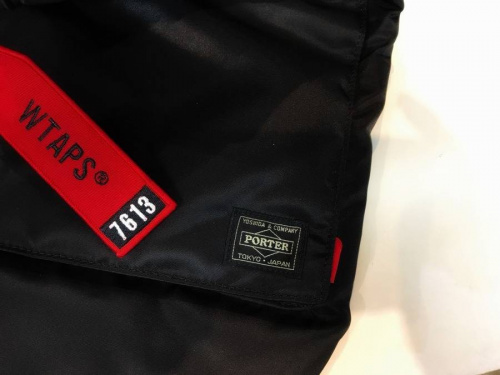 WTAPS®
7613
YOSHIDA & COMPANY
PORTER
TOKYO • JAPAN